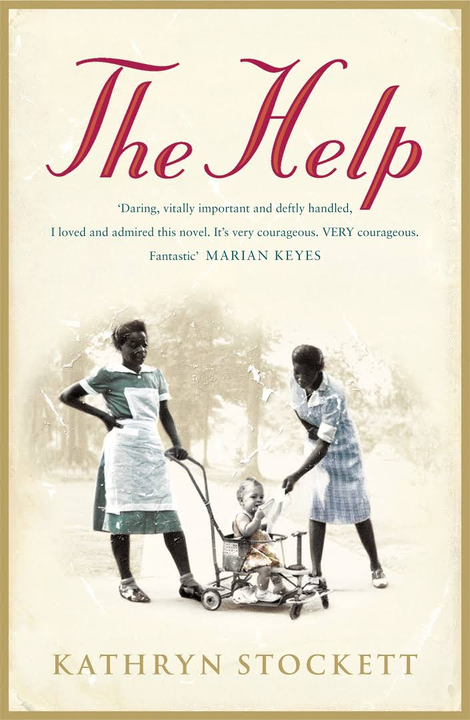 The Help
‘Daring, vitally important and deftly handled,
I loved and admired this novel. It’s very courageous. VERY courageous.
Fantastic’ MARIAN KEYES
KATHRYN STOCKETT